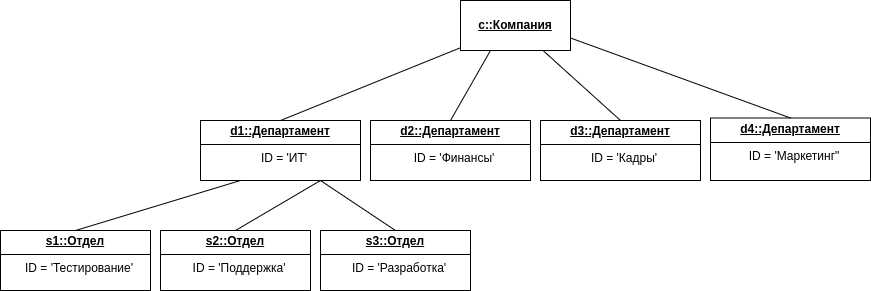 c::Компания
d1::Департамент
ID = 'ИТ'
d2::Департамент
ID = 'Финансы'
d3::Департамент
ID = 'Кадры'
d4::Департамент
ID = 'Маркетинг"
s1::Отдел
ID = 'Тестирование'
s2::Отдел
ID = 'Поддержка'
s3::Отдел
ID = 'Разработка'